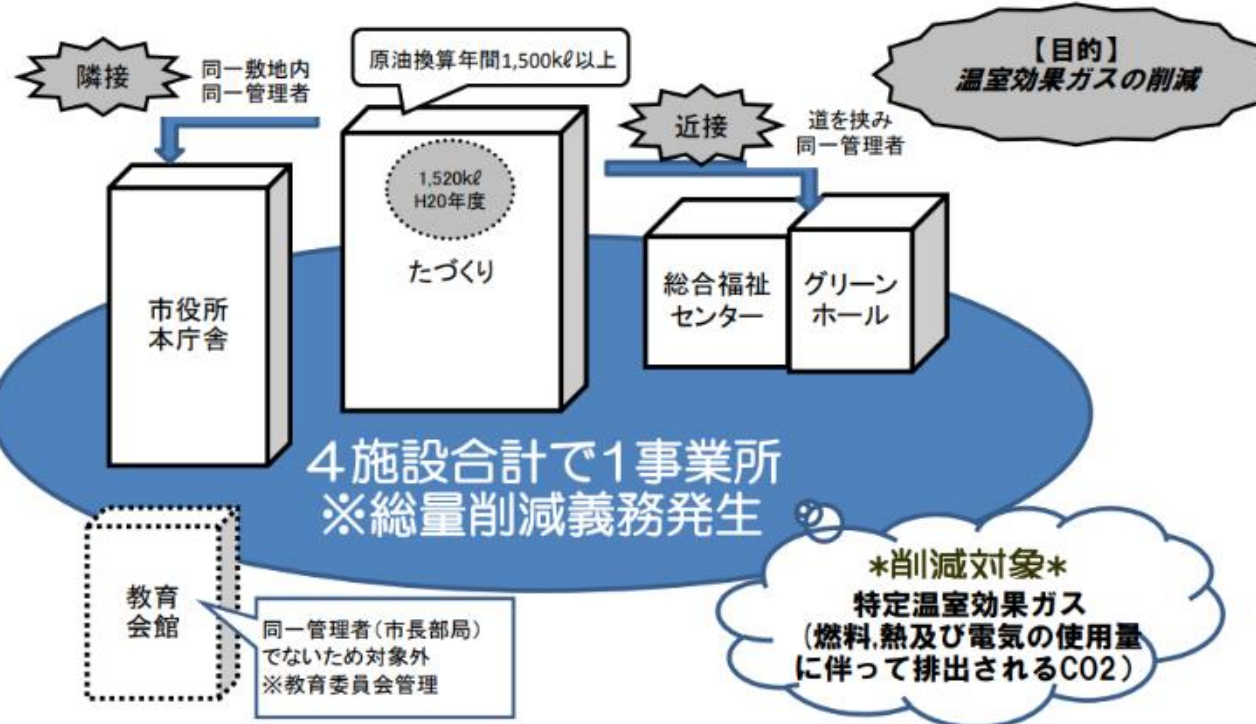 隣接
同一敷地内
同一管理者
原油換算年間1,500kℓ以上
近接
道を挟み
同一管理者
【目的】
温室効果ガスの削減
1,520kℓ
H20年度
たづくり
市役所
本庁舎
総合福祉
センター
グリーン
ホール
４施設合計で１事業所
※総量削減義務発生
教育
会館
同一管理者(市長部局)
でないため対象外
※教育委員会管理
*削減対象*
特定温室効果ガス
(燃料,熱及び電気の使用量
に伴って排出されるCO2)